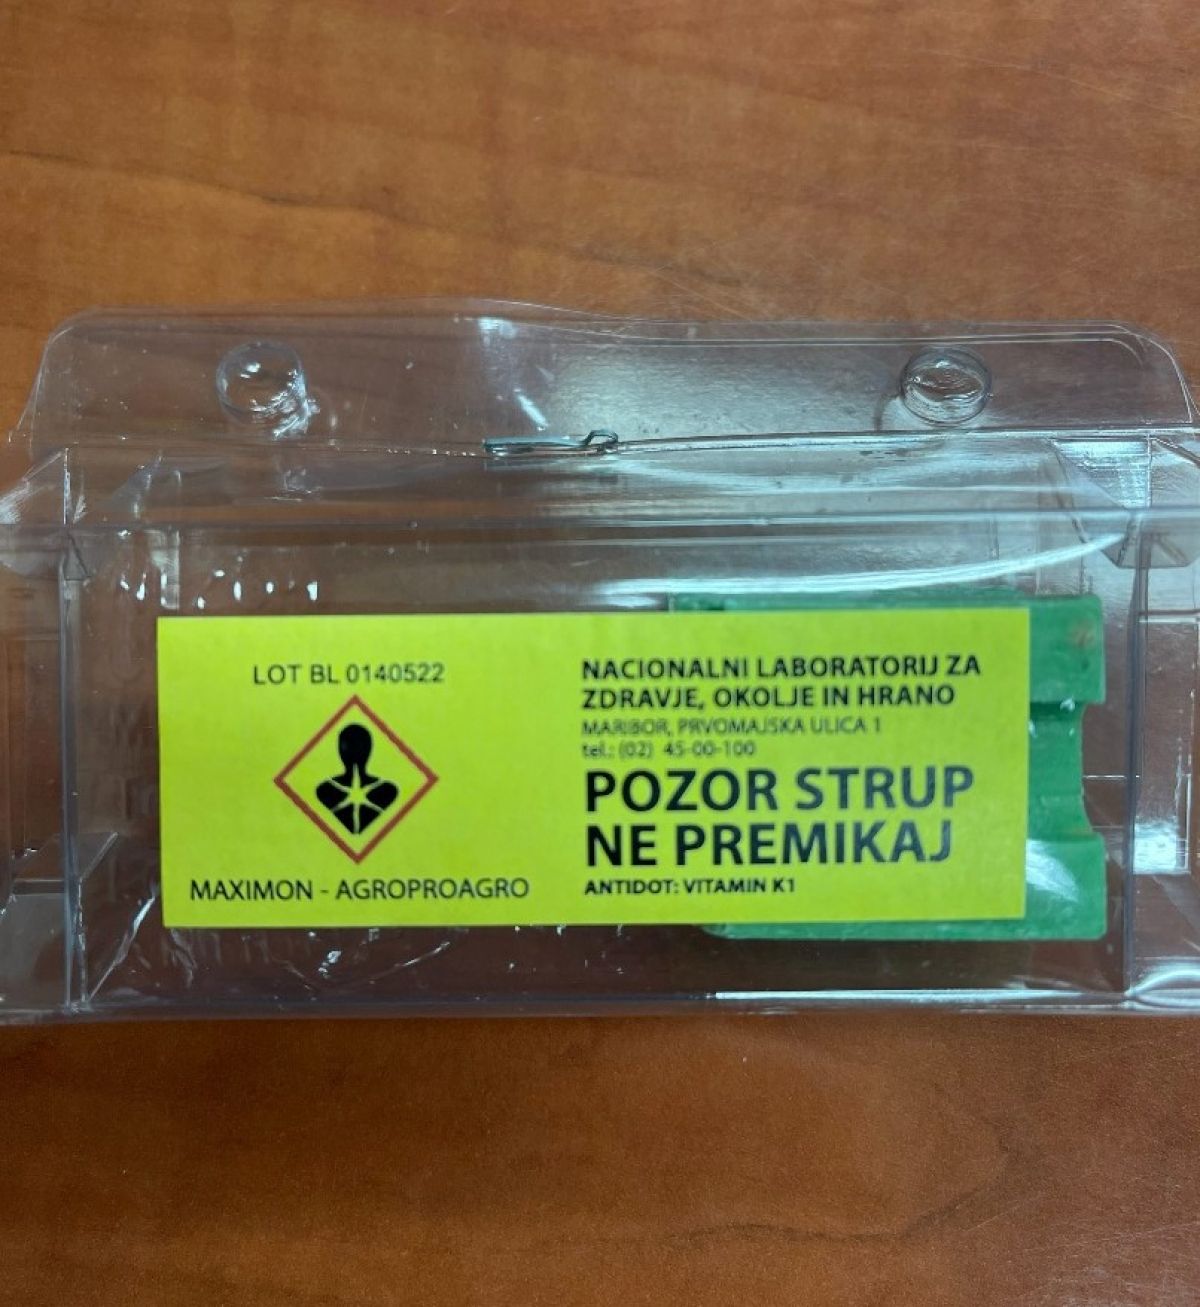 LOT BL 0140522
MAXIMON - AGROPROAGRO
NACIONALNI LABORATORIJ ZA
ZDRAVJE, OKOLJE IN HRANO
MARIBOR, PRVOMAJSKA ULICA 1
tel.: (02) 45-00-100
POZOR STRUP
NE PREMIKAJ
ANTIDOT: VITAMIN K1